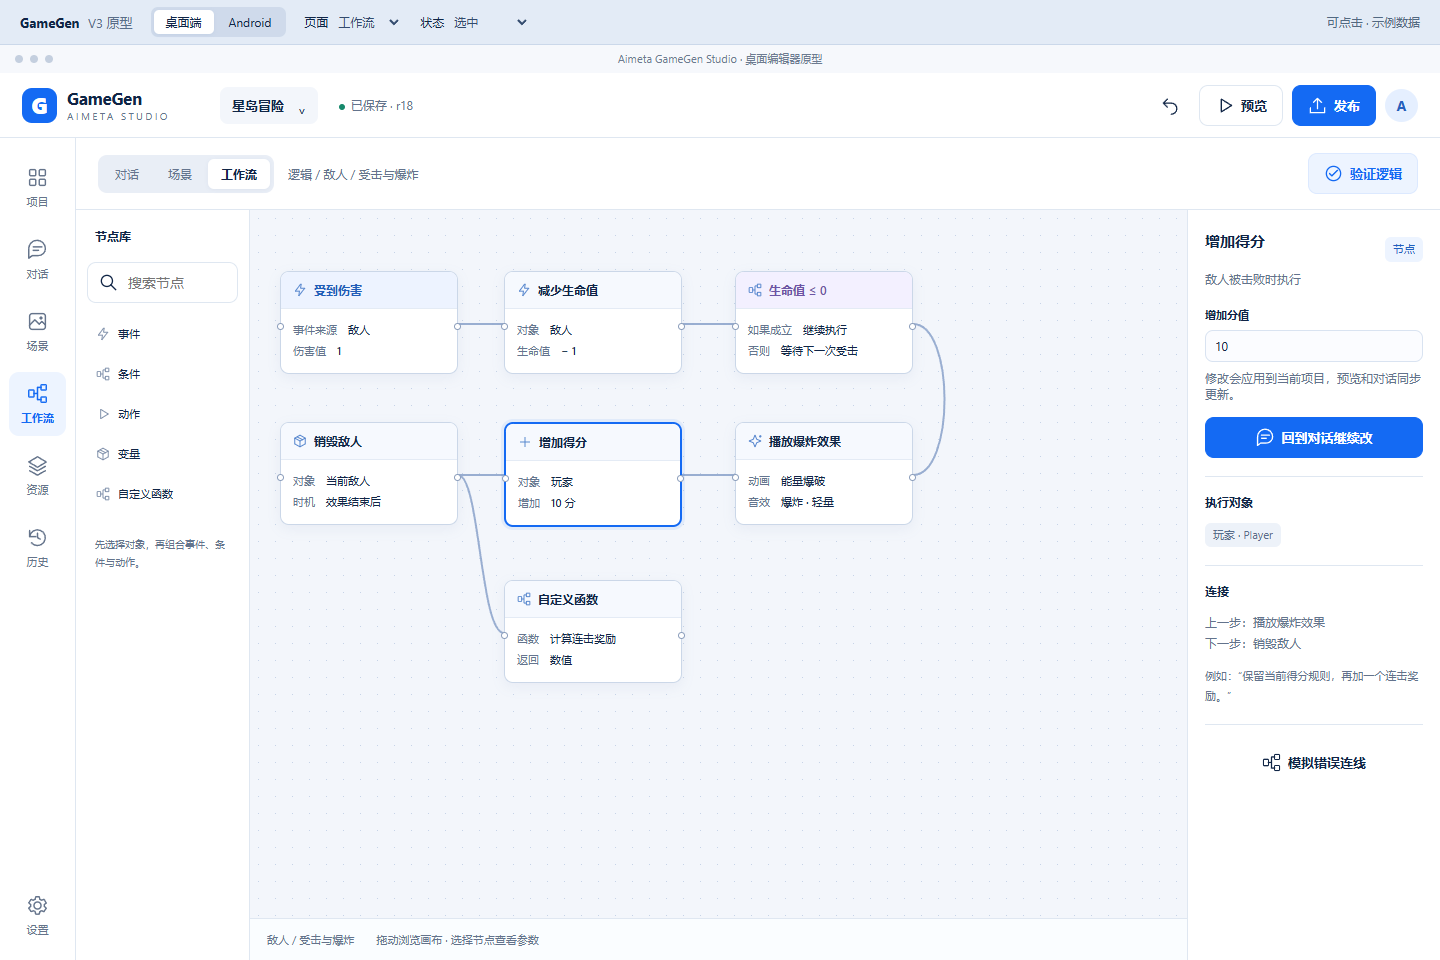 GameGen V3 原型 桌面端 Android 页面 工作流 状态 选中 可点击 · 示例数据
Aimeta GameGen Studio · 桌面编辑器原型
G GameGen
AIMETA STUDIO
星岛冒险 已保存 · r18 预览 发布 A
项目
对话
场景
工作流
资源
历史
设置
对话 场景 工作流 逻辑 / 敌人 / 受击与爆炸 验证逻辑
节点库
搜索节点
事件
条件
动作
变量
自定义函数
先选择对象，再组合事件、条
件与动作。
受到伤害
事件来源 敌人
伤害值 1
减少生命值
对象 敌人
生命值 − 1
生命值 ≤ 0
如果成立 继续执行
否则 等待下一次受击
销毁敌人
对象 当前敌人
时机 效果结束后
增加得分
对象 玩家
增加 10 分
播放爆炸效果
动画 能量爆破
音效 爆炸 · 轻量
自定义函数
函数 计算连击奖励
返回 数值
敌人 / 受击与爆炸 拖动浏览画布 · 选择节点查看参数
增加得分 节点
敌人被击败时执行
增加分值
10
修改会应用到当前项目，预览和对话同步
更新。
回到对话继续改
执行对象
玩家 · Player
连接
上一步：播放爆炸效果
下一步：销毁敌人
例如：“保留当前得分规则，再加一个连击奖
励。”
模拟错误连线